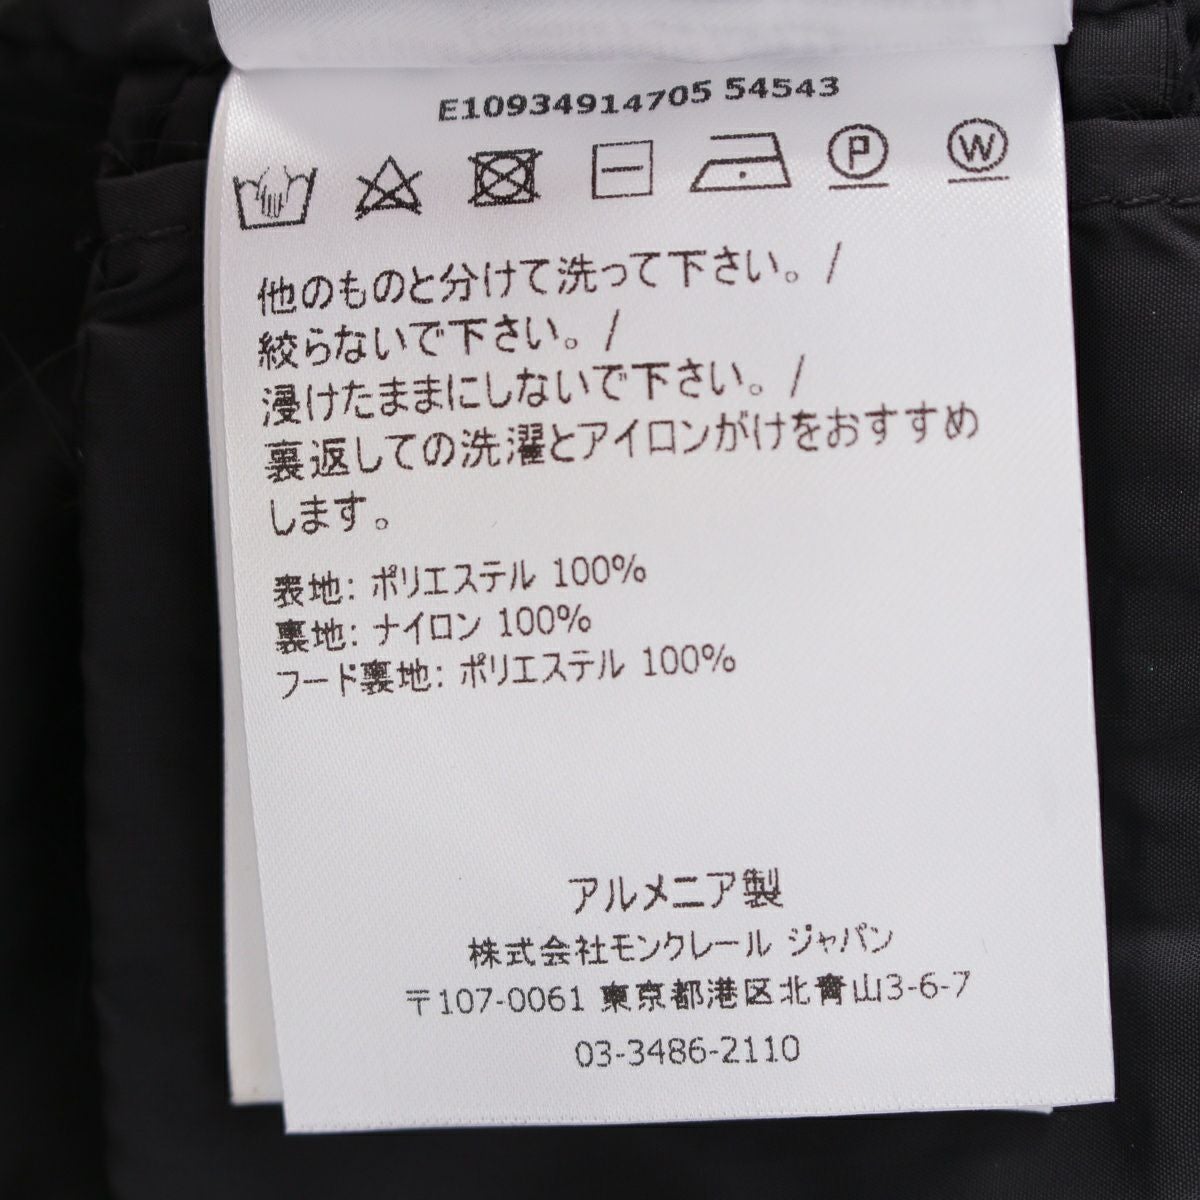 E10934914705 54543
P W
他のものと分けて洗って下さい。/
絞らないで下さい。/
浸けたままにしないで下さい。/
裏返しての洗濯とアイロンがけをおすすめ
します。
表地: ポリエステル 100%
裏地: ナイロン 100%
フード裏地: ポリエステル 100%
アルメニア製
株式会社モンクレール ジャパン
〒107-0061 東京都港区北青山3-6-7
03-3486-2110